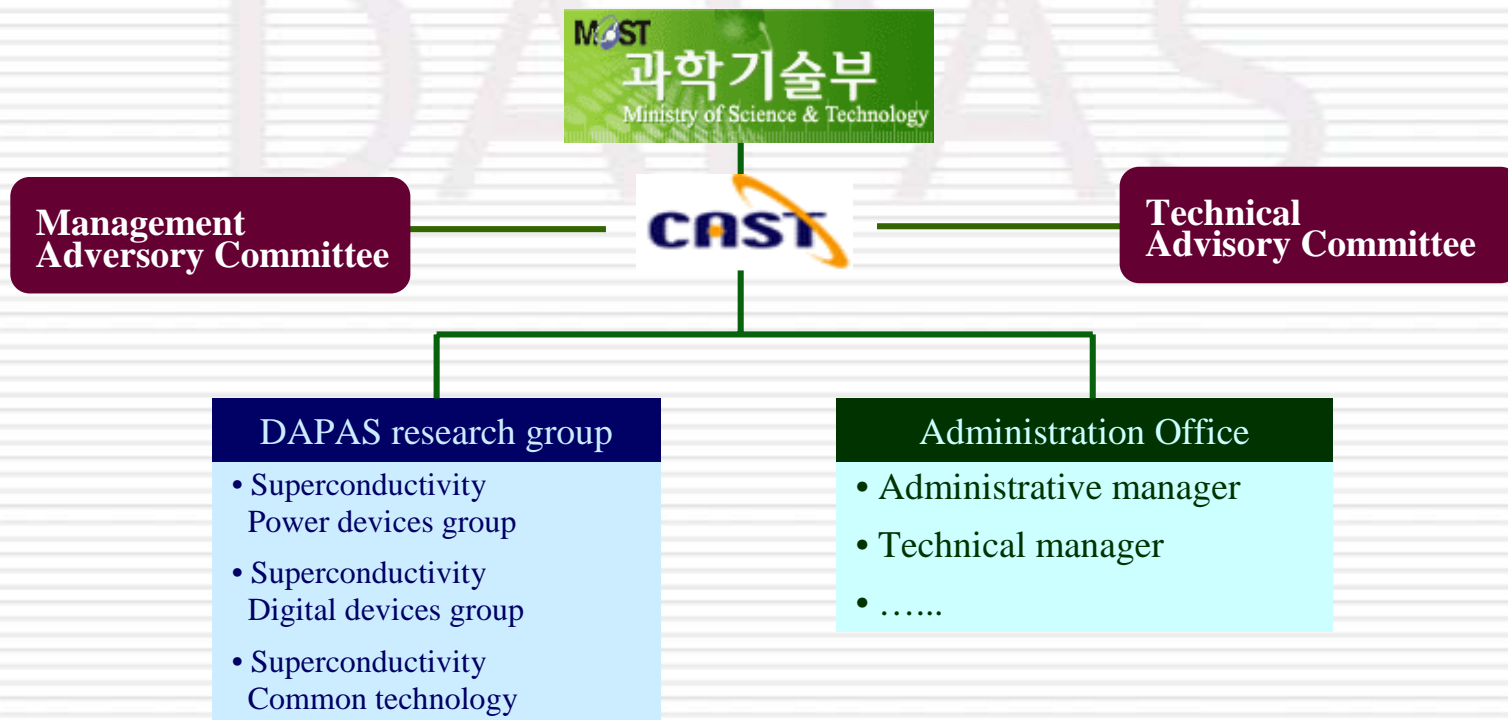 DAPAS
MOST
과학기술부
Ministry of Science & Technology
CAST
Management
Adversory Committee
Technical
Advisory Committee
DAPAS research group
• Superconductivity
Power devices group
• Superconductivity
Digital devices group
• Superconductivity
Common technology
Administration Office
• Administrative manager
• Technical manager
• …...